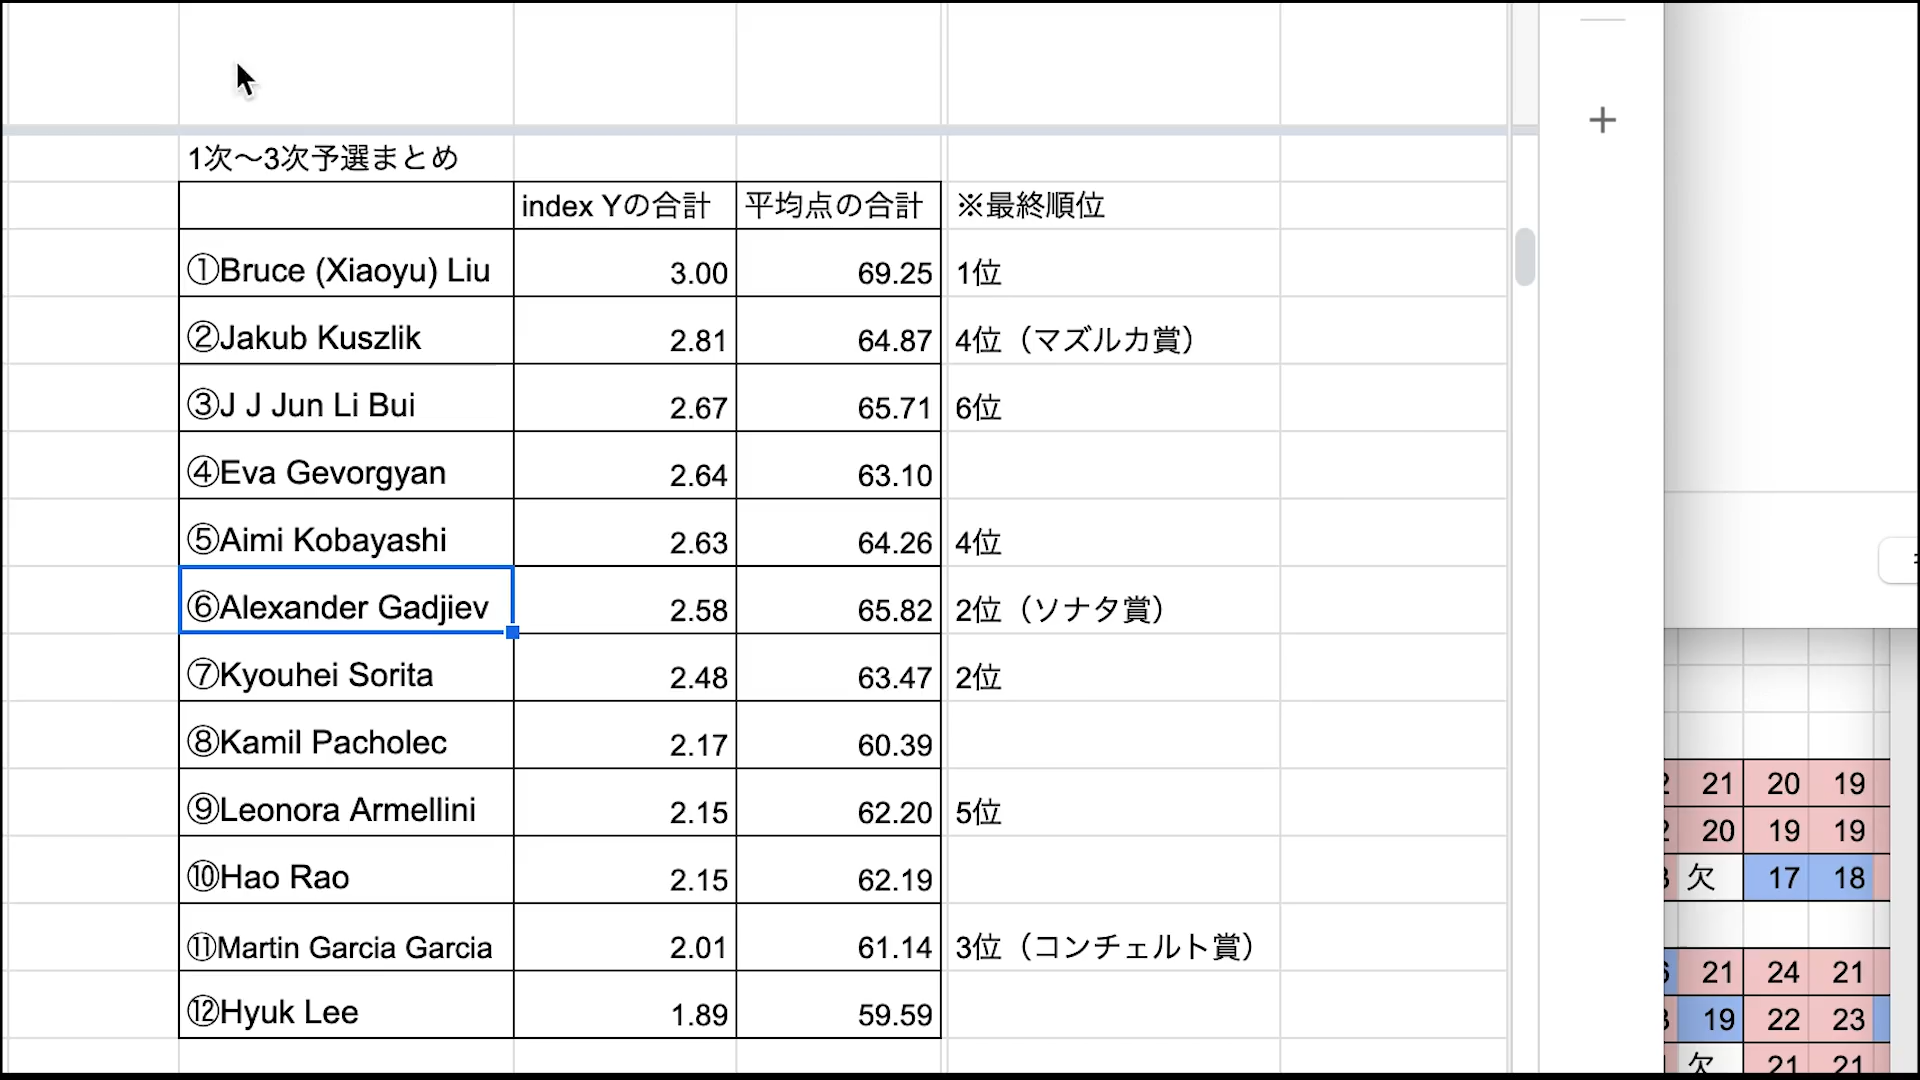 1次～3次予選まとめ
index Yの合計 平均点の合計 ※最終順位
①Bruce (Xiaoyu) Liu 3.00 69.25 1位
②Jakub Kuszlik 2.81 64.87 4位（マズルカ賞）
③J J Jun Li Bui 2.67 65.71 6位
④Eva Gevorgyan 2.64 63.10
⑤Aimi Kobayashi 2.63 64.26 4位
⑥Alexander Gadjiev 2.58 65.82 2位（ソナタ賞）
⑦Kyouhei Sorita 2.48 63.47 2位
⑧Kamil Pacholec 2.17 60.39
⑨Leonora Armellini 2.15 62.20 5位
⑩Hao Rao 2.15 62.19
⑪Martin Garcia Garcia 2.01 61.14 3位（コンチェルト賞）
⑫Hyuk Lee 1.89 59.59
21 20 19
20 19 19
欠 17 18
21 24 21
19 22 23
欠 21 21